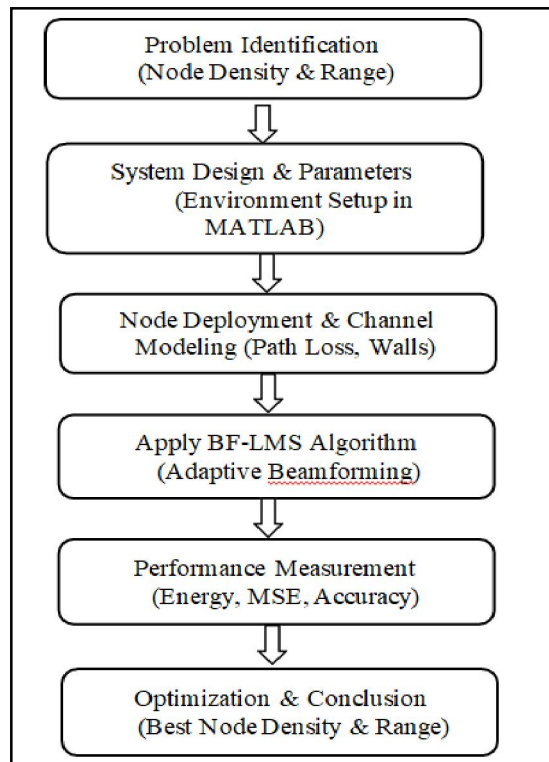 Problem Identification
(Node Density & Range)
System Design & Parameters
(Environment Setup in
MATLAB)
Node Deployment & Channel
Modeling (Path Loss, Walls)
Apply BF-LMS Algorithm
(Adaptive Beamforming)
Performance Measurement
(Energy, MSE, Accuracy)
Optimization & Conclusion
(Best Node Density & Range)